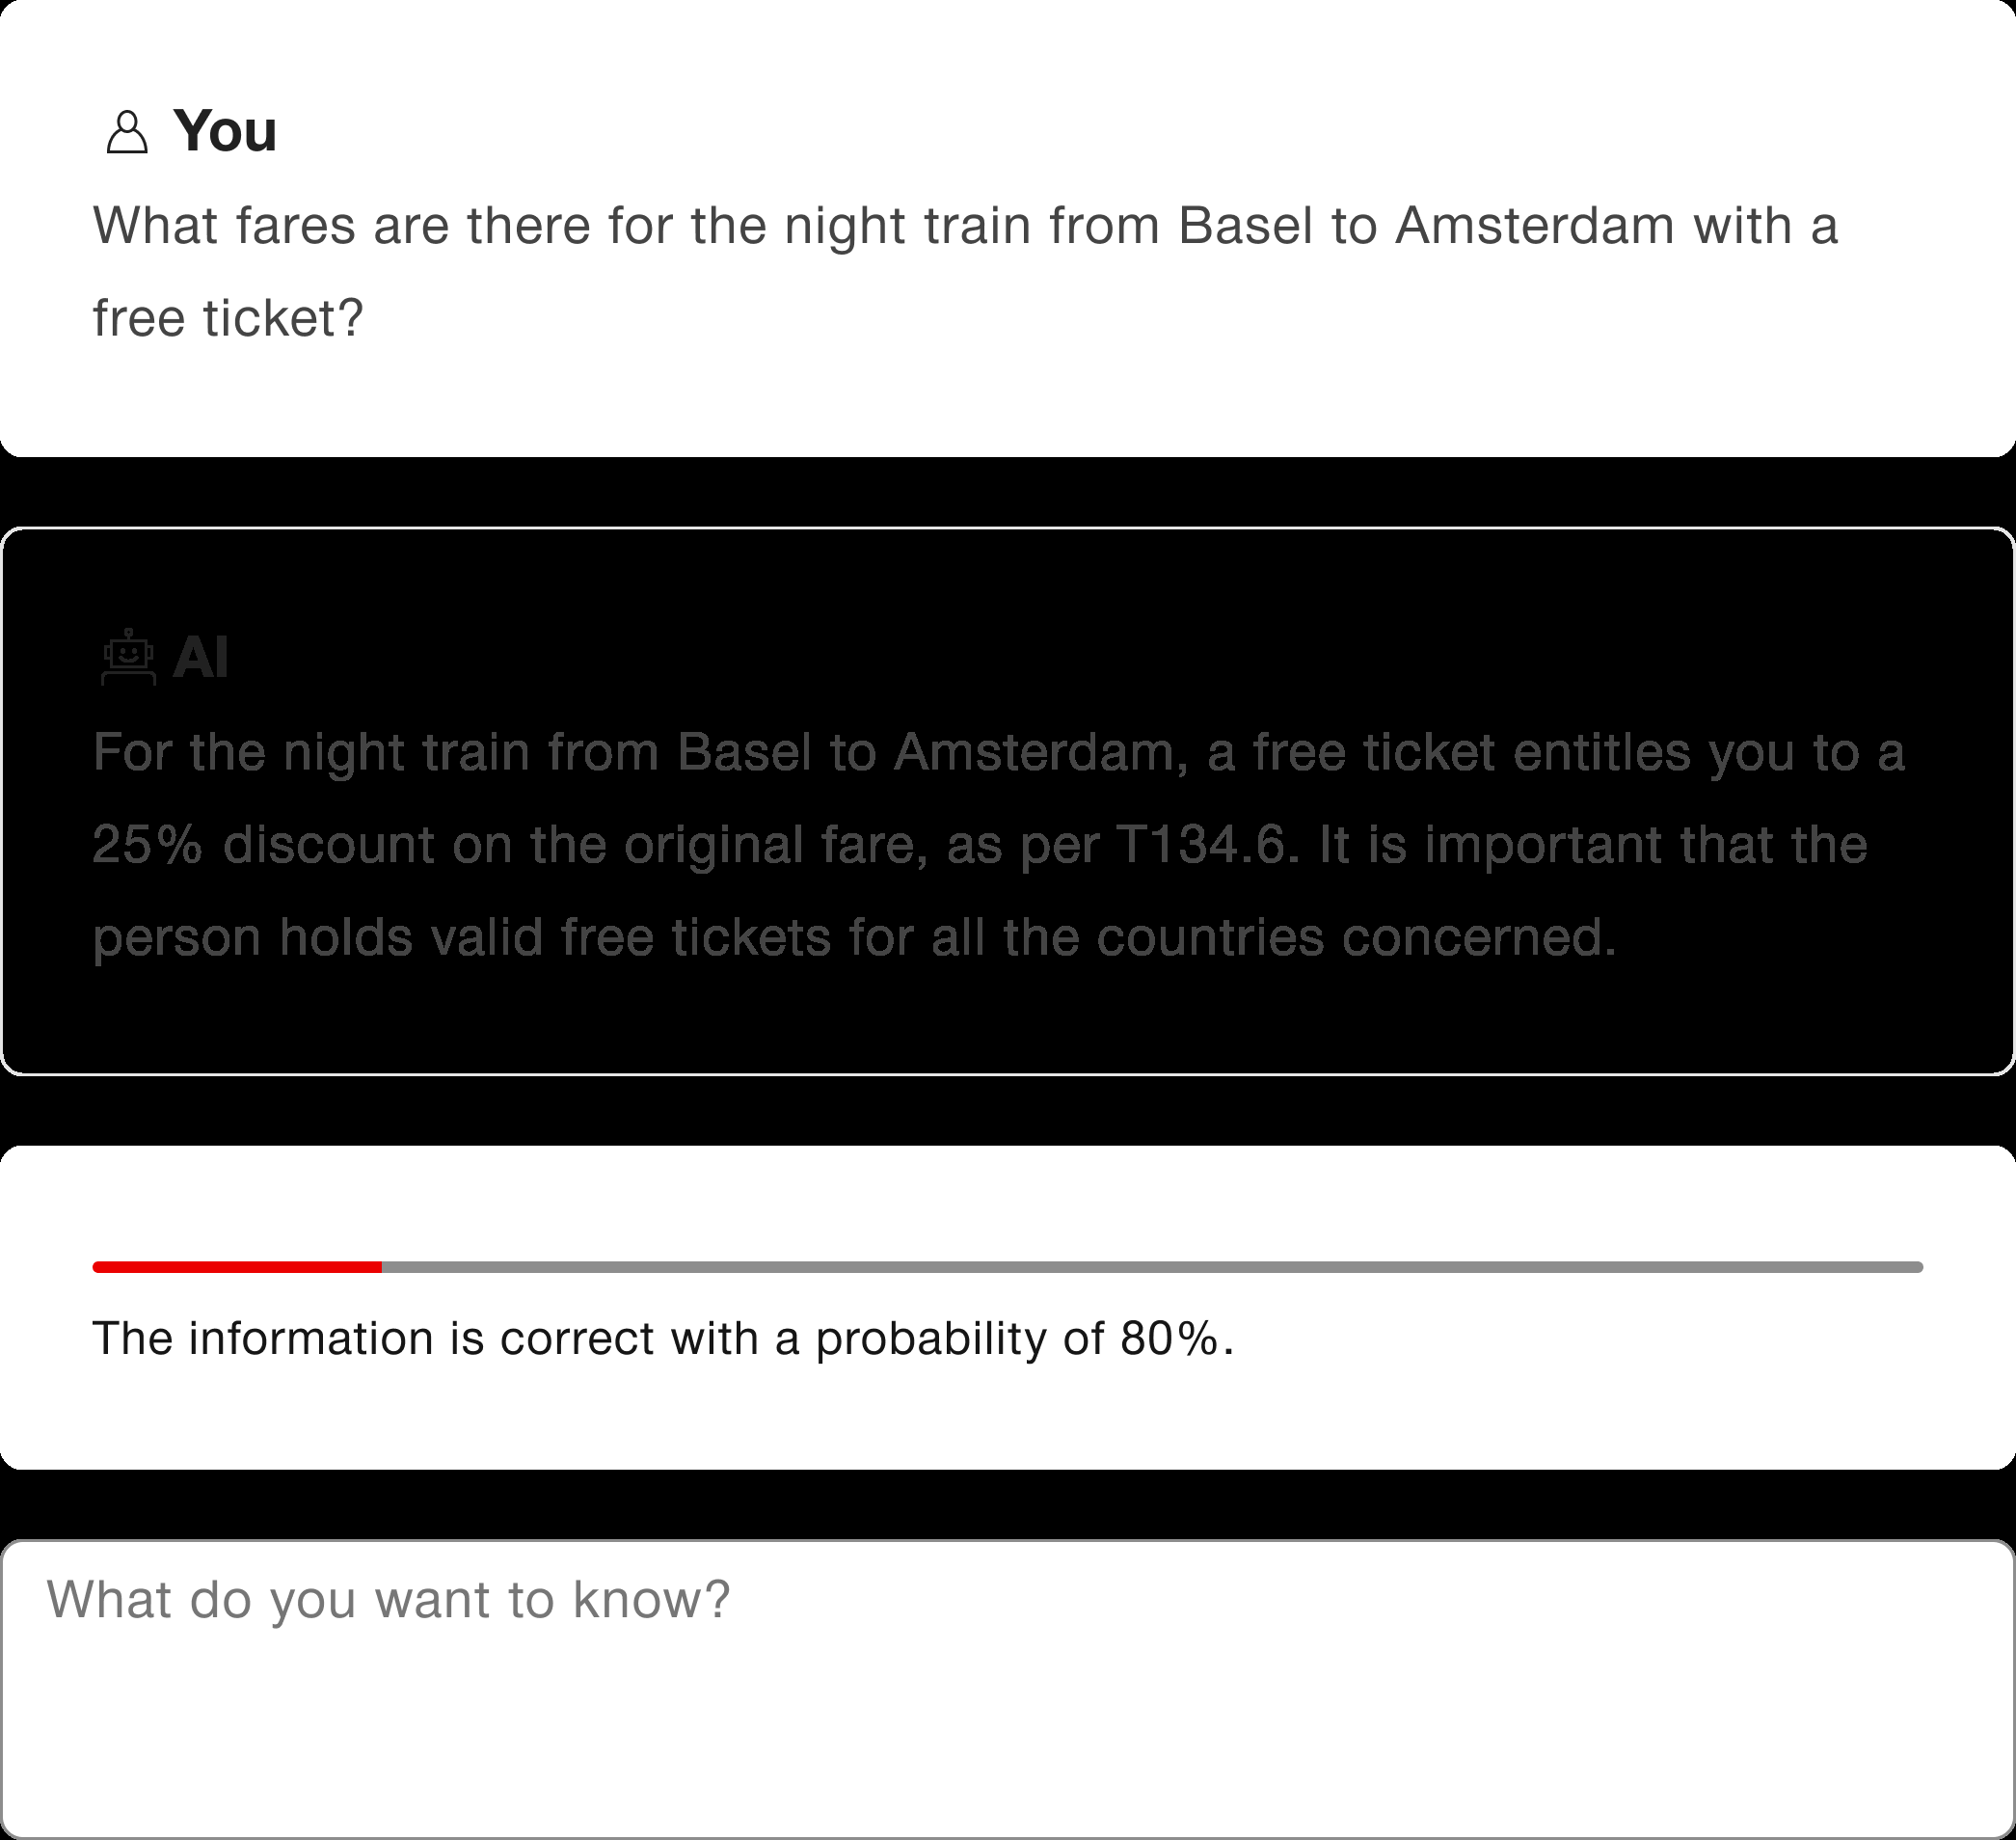 You
What fares are there for the night train from Basel to Amsterdam with a
free ticket?
AI
For the night train from Basel to Amsterdam, a free ticket entitles you to a
25% discount on the original fare, as per T134.6. It is important that the
person holds valid free tickets for all the countries concerned.
The information is correct with a probability of 80%.
What do you want to know?